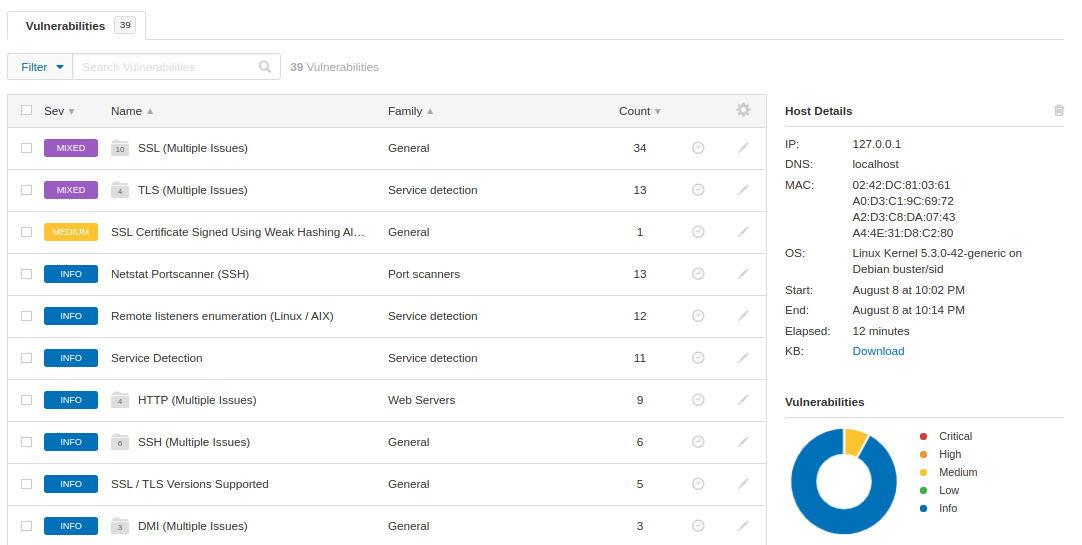 Vulnerabilities 39
Filter Search Vulnerabilities 39 Vulnerabilities
Sev Name Family Count
MIXED 10 SSL (Multiple Issues) General 34
MIXED 4 TLS (Multiple Issues) Service detection 13
MEDIUM SSL Certificate Signed Using Weak Hashing Al... General 1
INFO Netstat Portscanner (SSH) Port scanners 13
INFO Remote listeners enumeration (Linux / AIX) Service detection 12
INFO Service Detection Service detection 11
INFO 4 HTTP (Multiple Issues) Web Servers 9
INFO 6 SSH (Multiple Issues) General 6
INFO SSL / TLS Versions Supported General 5
INFO 3 DMI (Multiple Issues) General 3
Host Details
IP: 127.0.0.1
DNS: localhost
MAC: 02:42:DC:81:03:61
A0:D3:C1:9C:69:72
A2:D3:C8:DA:07:43
A4:4E:31:D8:C2:80
OS: Linux Kernel 5.3.0-42-generic on
Debian buster/sid
Start: August 8 at 10:02 PM
End: August 8 at 10:14 PM
Elapsed: 12 minutes
KB: Download
Vulnerabilities
Critical
High
Medium
Low
Info